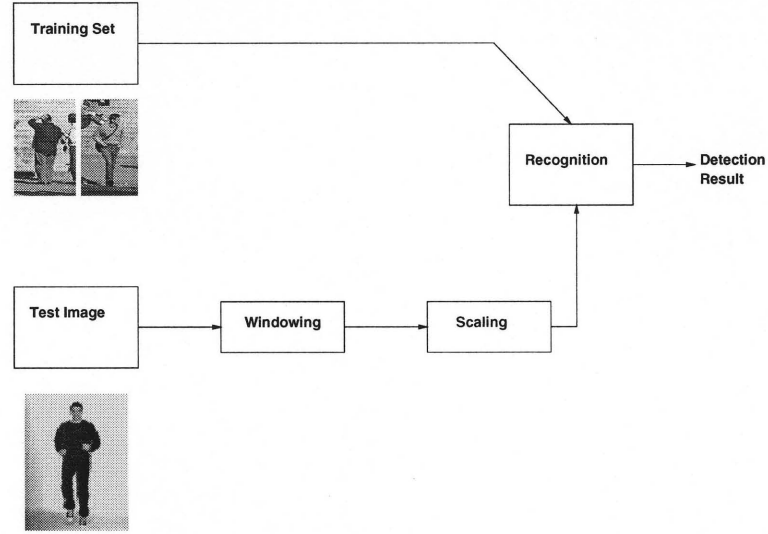 Training Set
Recognition
Detection
Result
Test Image
Windowing
Scaling